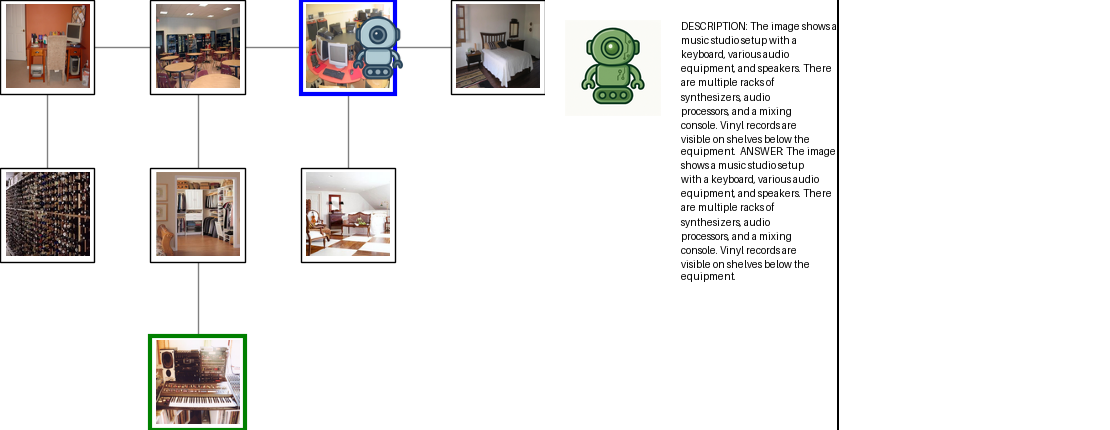 DESCRIPTION: The image shows a
music studio setup with a
keyboard, various audio
equipment, and speakers. There
are multiple racks of
synthesizers, audio
processors, and a mixing
console. Vinyl records are
visible on shelves below the
equipment. ANSWER: The image
shows a music studio setup
with a keyboard, various audio
equipment, and speakers. There
are multiple racks of
synthesizers, audio
processors, and a mixing
console. Vinyl records are
visible on shelves below the
equipment.